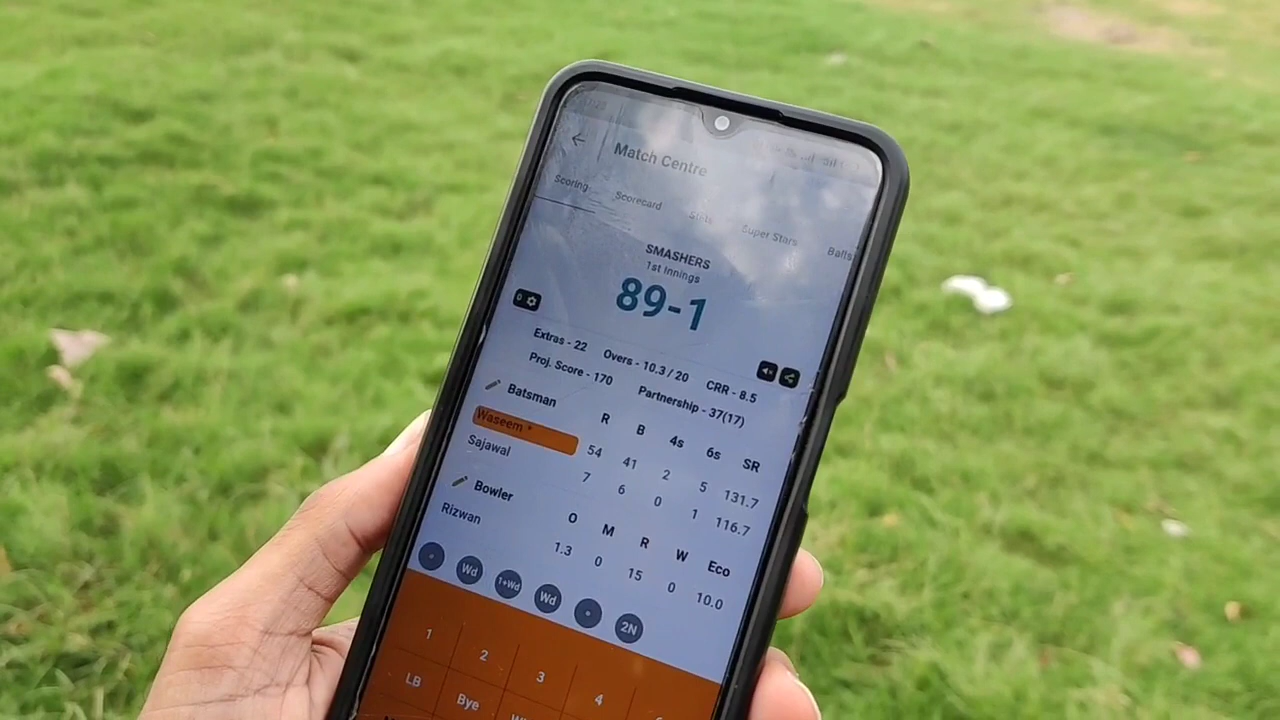 Match Centre
Scoring Scorecard Stats Super Stars Balls
SMASHERS
1st Innings
89-1
0
Extras - 22 Overs - 10.3 / 20 CRR - 8.5
Proj. Score - 170 Partnership - 37(17)
Batsman R B 4s 6s SR
Waseem * 54 41 2 5 131.7
Sajawal 7 6 0 1 116.7
Bowler O M R W Eco
Rizwan 1.3 0 15 0 10.0
• Wd 1+Wd Wd • 2N
1 2 3 4
LB Bye